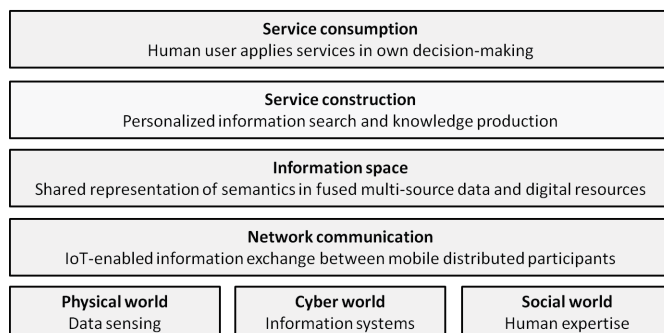 Service consumption
Human user applies services in own decision-making
Service construction
Personalized information search and knowledge production
Information space
Shared representation of semantics in fused multi-source data and digital resources
Network communication
IoT-enabled information exchange between mobile distributed participants
Physical world
Data sensing
Cyber world
Information systems
Social world
Human expertise